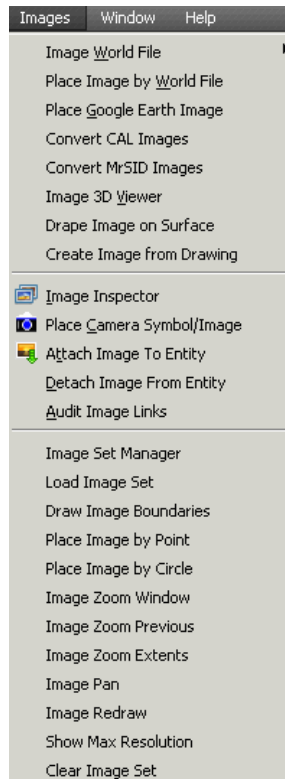 Images Window Help
Image World File
Place Image by World File
Place Google Earth Image
Convert CAL Images
Convert MrSID Images
Image 3D Viewer
Drape Image on Surface
Create Image from Drawing
Image Inspector
Place Camera Symbol/Image
Attach Image To Entity
Detach Image From Entity
Audit Image Links
Image Set Manager
Load Image Set
Draw Image Boundaries
Place Image by Point
Place Image by Circle
Image Zoom Window
Image Zoom Previous
Image Zoom Extents
Image Pan
Image Redraw
Show Max Resolution
Clear Image Set